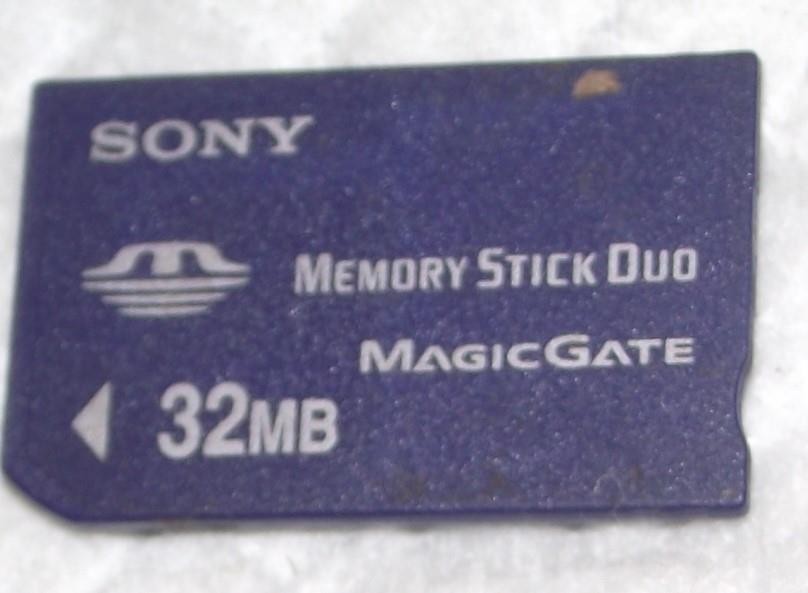 SONY
MEMORY STICK DUO
MAGICGATE
32MB